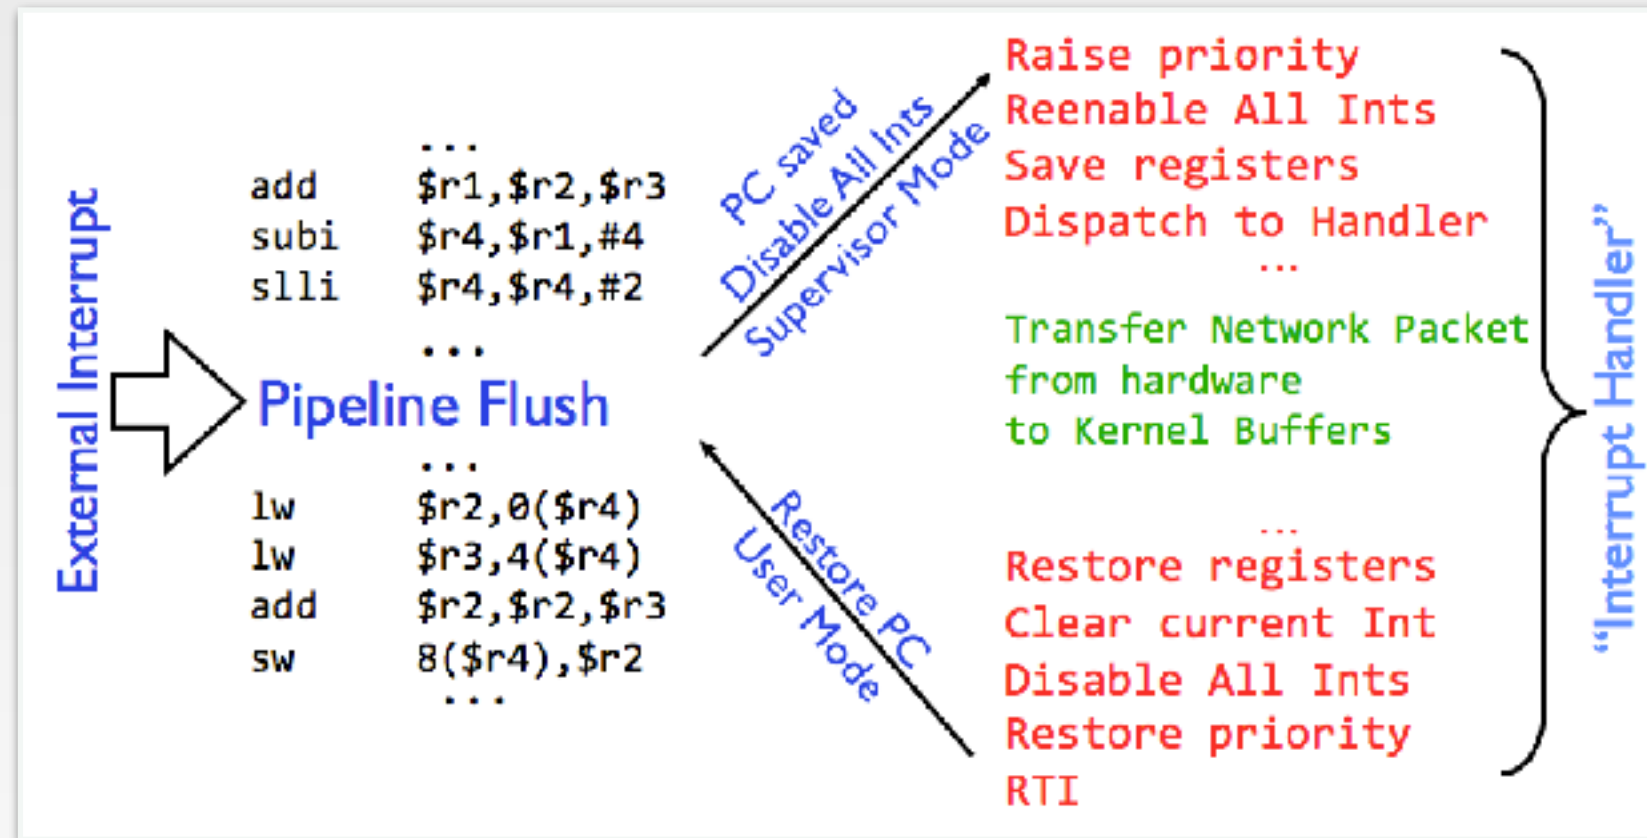 External Interrupt
...
add $r1,$r2,$r3
subi $r4,$r1,#4
slli $r4,$r4,#2
...
Pipeline Flush
...
lw $r2,0($r4)
lw $r3,4($r4)
add $r2,$r2,$r3
sw 8($r4),$r2
...
PC saved
Disable All Ints
Supervisor Mode
Raise priority
Reenable All Ints
Save registers
Dispatch to Handler
...
Transfer Network Packet
from hardware
to Kernel Buffers
...
Restore registers
Clear current Int
Disable All Ints
Restore priority
RTI
Restore PC
User Mode
“Interrupt Handler”